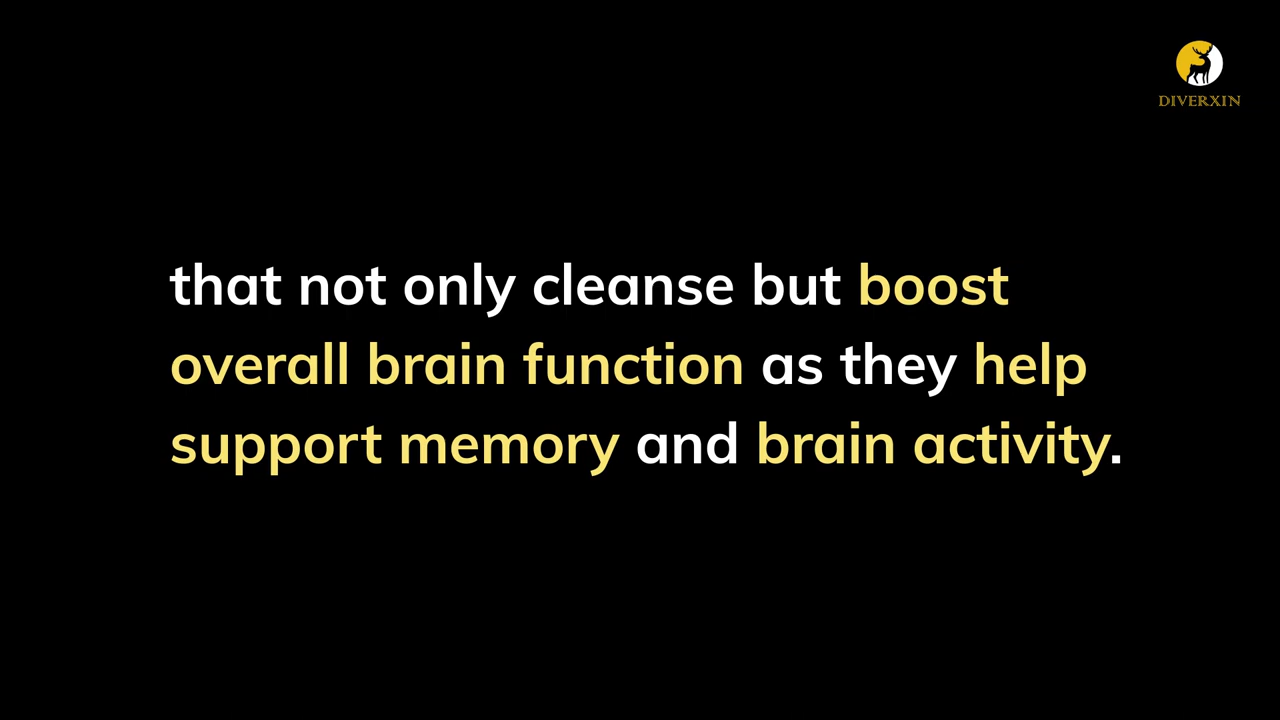 DIVERXIN
that not only cleanse but boost
overall brain function as they help
support memory and brain activity.